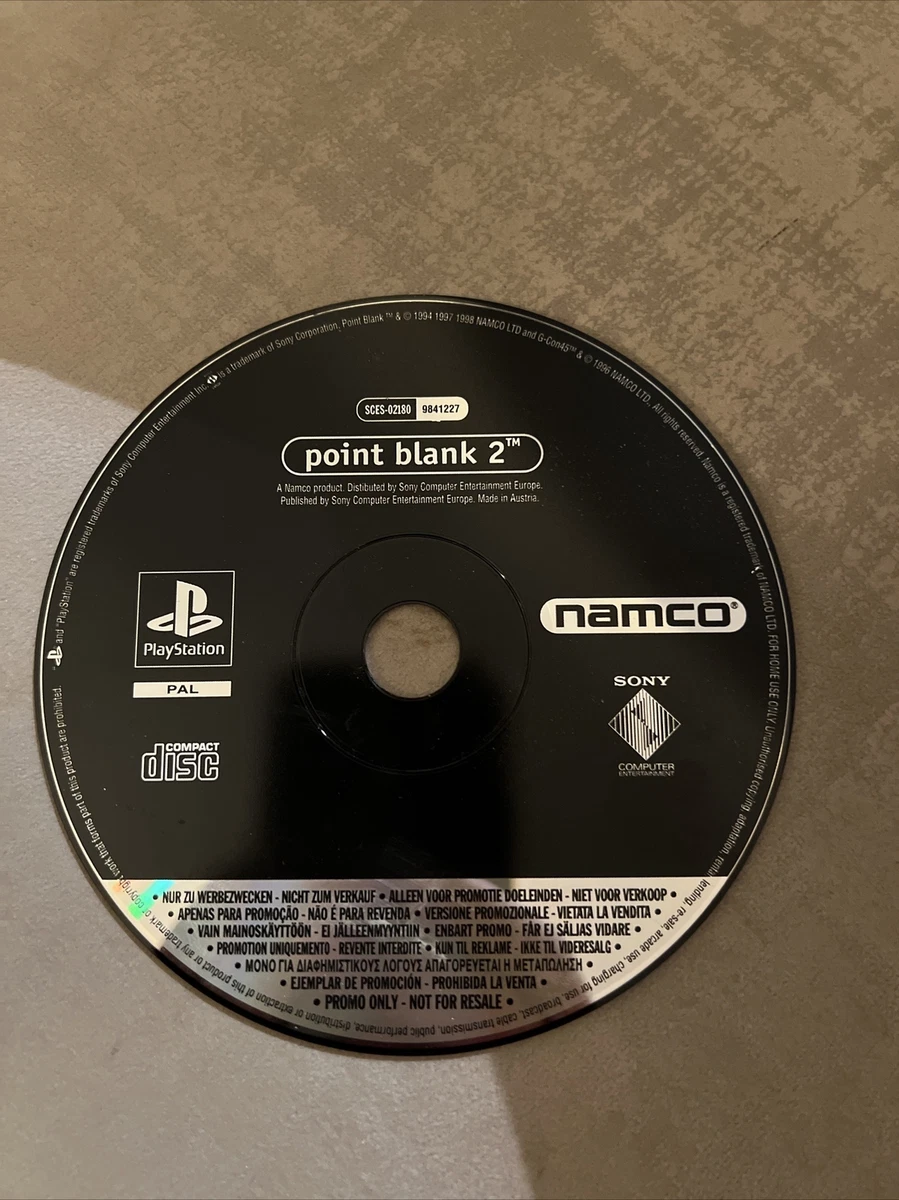 SCES-02180 9841227
point blank 2™
A Namco product. Distibuted by Sony Computer Entertainment Europe.
Published by Sony Computer Entertainment Europe. Made in Austria.
PlayStation
PAL
COMPACT
disc
namco®
SONY
COMPUTER
ENTERTAINMENT
• NUR ZU WERBEZWECKEN - NICHT ZUM VERKAUF • ALLEEN VOOR PROMOTIE DOELEINDEN - NIET VOOR VERKOOP •
• APENAS PARA PROMOÇÃO - NÃO É PARA REVENDA • VERSIONE PROMOZIONALE - VIETATA LA VENDITA •
• VAIN MAINOSKÄYTTÖÖN - EI JÄLLEENMYYNTIIN • ENBART PROMO - FÅR EJ SÄLJAS VIDARE •
• PROMOTION UNIQUEMENT - REVENTE INTERDITE • KUN TIL REKLAME - IKKE TIL VIDERESALG •
• ΜΟΝΟ ΓΙΑ ΔΙΑΦΗΜΙΣΤΙΚΟΥΣ ΛΟΓΟΥΣ ΑΠΑΓΟΡΕΥΕΤΑΙ Η ΜΕΤΑΠΩΛΗΣΗ •
• EJEMPLAR DE PROMOCIÓN - PROHIBIDA LA VENTA •
• PROMO ONLY - NOT FOR RESALE •
" and "PlayStation" are registered trademarks of Sony Computer Entertainment Inc. is a trademark of Sony Corporation, Point Blank™ & © 1994 1997 1998 NAMCO LTD and G-Con45™ & © 1996 NAMCO LTD., All rights reserved. Namco is a registered trademark of NAMCO LTD. FOR HOME USE ONLY. Unauthorised copying, adaptation, rental, lending, re-sale, arcade use, charging for use, broadcast, cable transmission, public performance, distribution or extraction of this product or any trademark or copyright work that forms part of this product are prohibited.